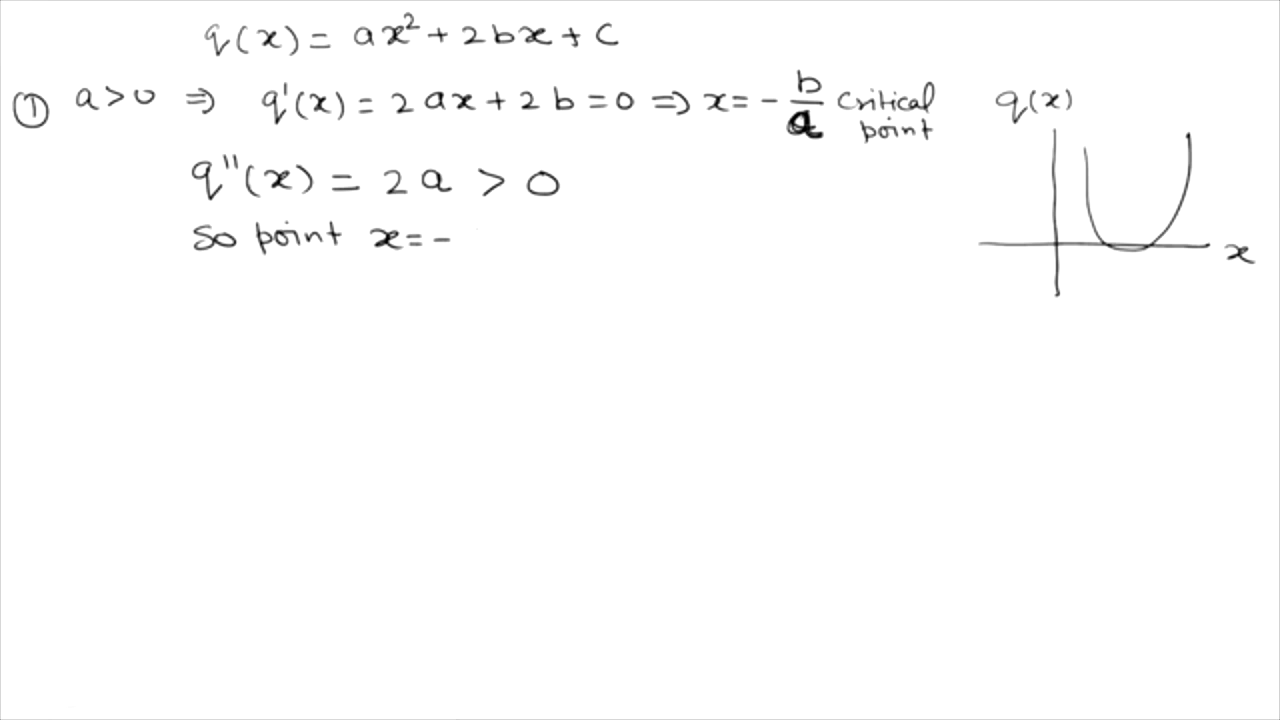 q(x) = ax² + 2bx + c
① a>0 ⇒ q'(x) = 2ax + 2b = 0 ⇒ x = - b/a critical point
q''(x) = 2a > 0
So point x = -
q(x)
x